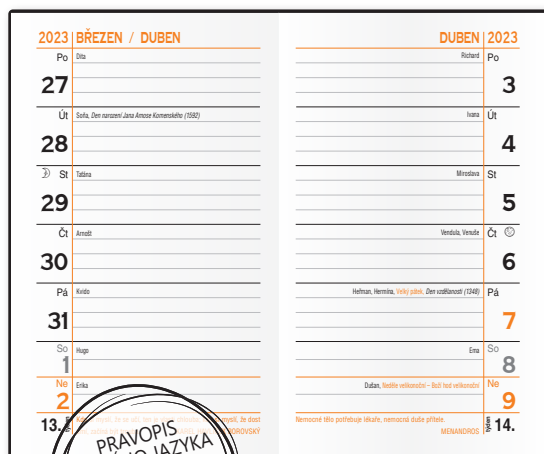 2023 BŘEZEN / DUBEN
Po Dita
27
Út Soňa, Den narození Jana Amose Komenského (1592)
28
St Taťána
29
Čt Arnošt
30
Pá Kvido
31
So Hugo
1
Ne Erika
2
13. týden
DUBEN 2023
Richard Po
3
Ivana Út
4
Miroslava St
5
Vendula, Venuše Čt
6
Heřman, Hermína, Velký pátek, Den vzdělanosti (1348) Pá
7
Ema So
8
Dušan, Neděle velikonoční – Boží hod velikonoční Ne
9
Nemocné tělo potřebuje lékaře, nemocná duše přítele.
MENANDROS
týden 14.
PRAVOPIS
JAZYKA